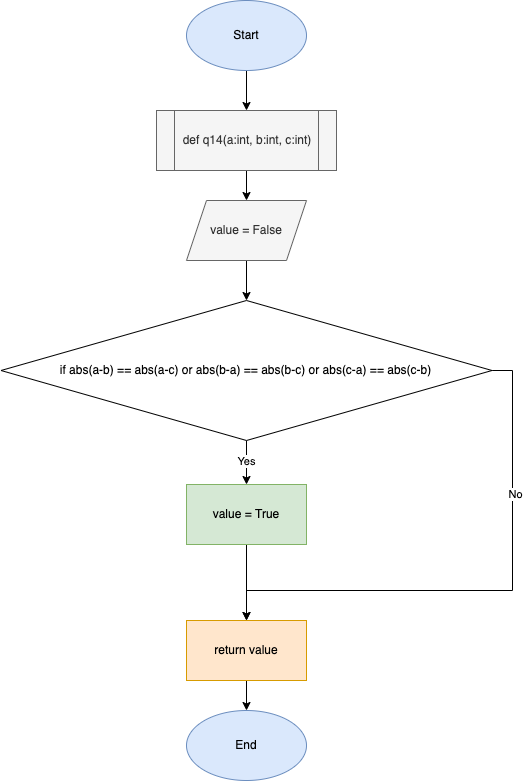 Start
def q14(a:int, b:int, c:int)
value = False
if abs(a-b) == abs(a-c) or abs(b-a) == abs(b-c) or abs(c-a) == abs(c-b)
Yes
No
value = True
return value
End